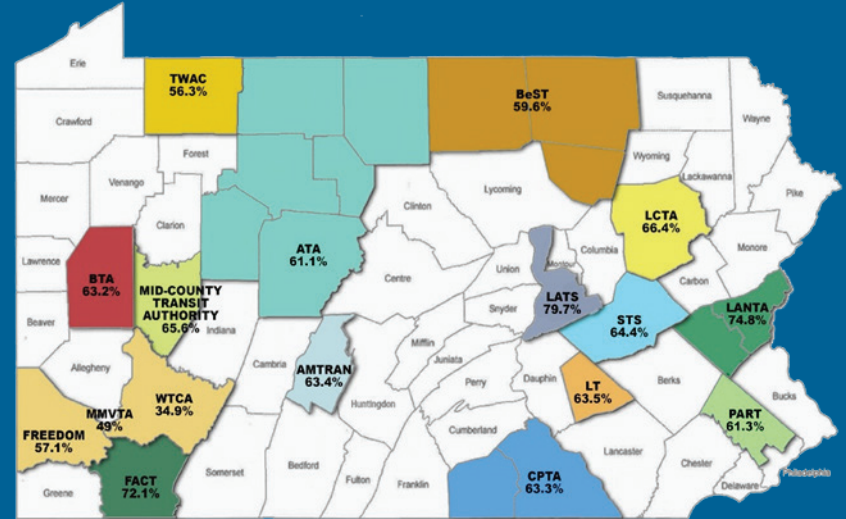 Erie
TWAC
56.3%
BeST
59.6%
Susquehanna
Crawford
Wayne
Forest
Wyoming
Venango
Lackawanna
Mercer
Lycoming
Pike
Clinton
Clarion
LCTA
66.4%
ATA
61.1%
Columbia
Montour
Monore
Lawrence
Union
BTA
63.2%
Centre
Carbon
MID-COUNTY
TRANSIT
AUTHORITY
65.6%
LATS
79.7%
LANTA
74.8%
Snyder
Beaver
Indiana
STS
64.4%
Mifflin
Allegheny
Cambria
AMTRAN
63.4%
Juniata
Dauphin
LT
63.5%
Berks
Perry
Bucks
WTCA
34.9%
Huntingdon
MMVTA
49%
PART
61.3%
FREEDOM
57.1%
Cumberland
Lancaster
Chester
Philadelphia
FACT
72.1%
Somerset
Bedford
CPTA
63.3%
Fulton
Franklin
Delaware
Greene